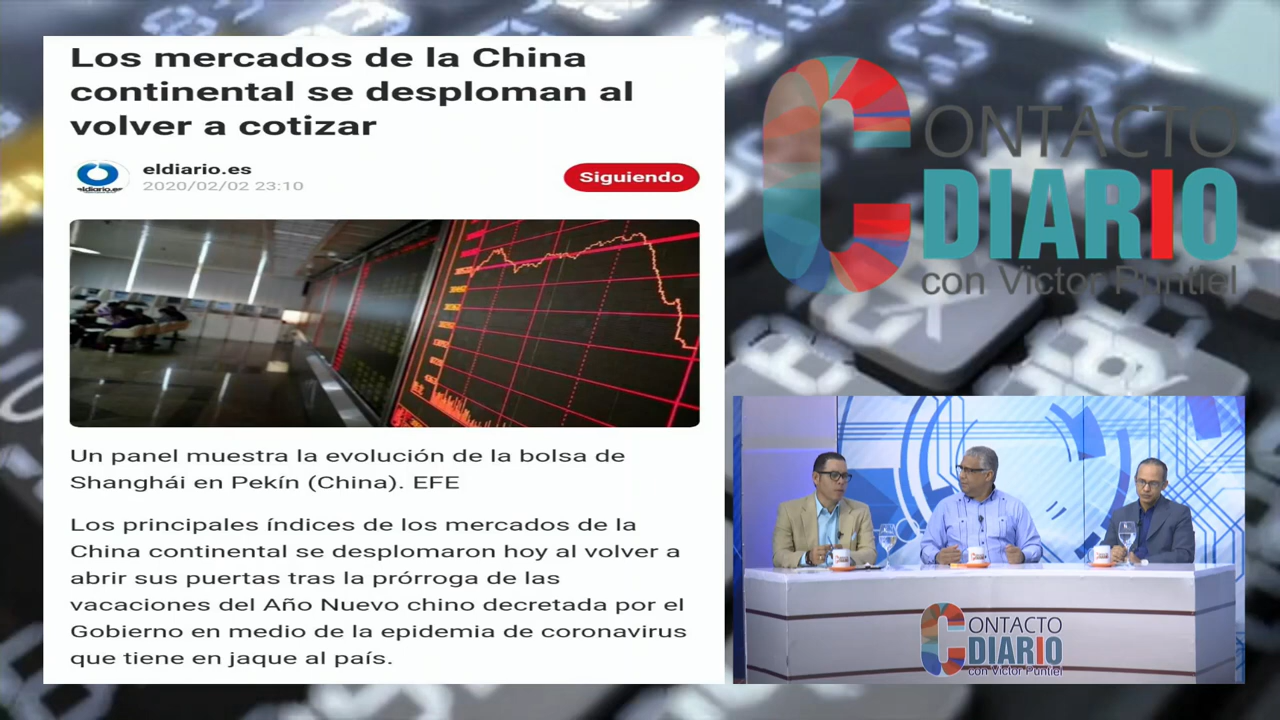 Los mercados de la China
continental se desploman al
volver a cotizar
eldiario.es
2020/02/02 23:10
Siguiendo
eldiario.es
Un panel muestra la evolución de la bolsa de
Shanghái en Pekín (China). EFE
Los principales índices de los mercados de la
China continental se desplomaron hoy al volver a
abrir sus puertas tras la prórroga de las
vacaciones del Año Nuevo chino decretada por el
Gobierno en medio de la epidemia de coronavirus
que tiene en jaque al país.
CONTACTO
DIARIO
con Victor Puntiel
CONTACTO
DIARIO
con Victor Puntiel